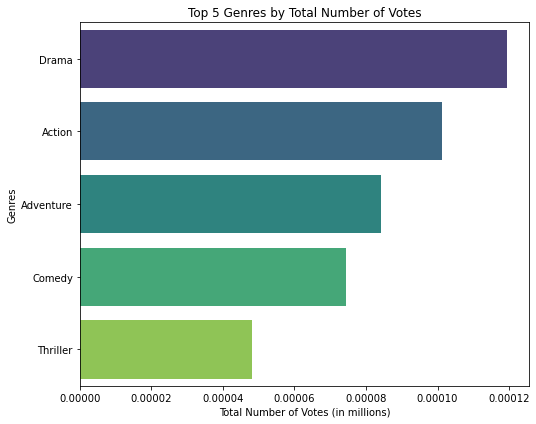 Top 5 Genres by Total Number of Votes
Genres
Drama
Action
Adventure
Comedy
Thriller
0.00000 0.00002 0.00004 0.00006 0.00008 0.00010 0.00012
Total Number of Votes (in millions)